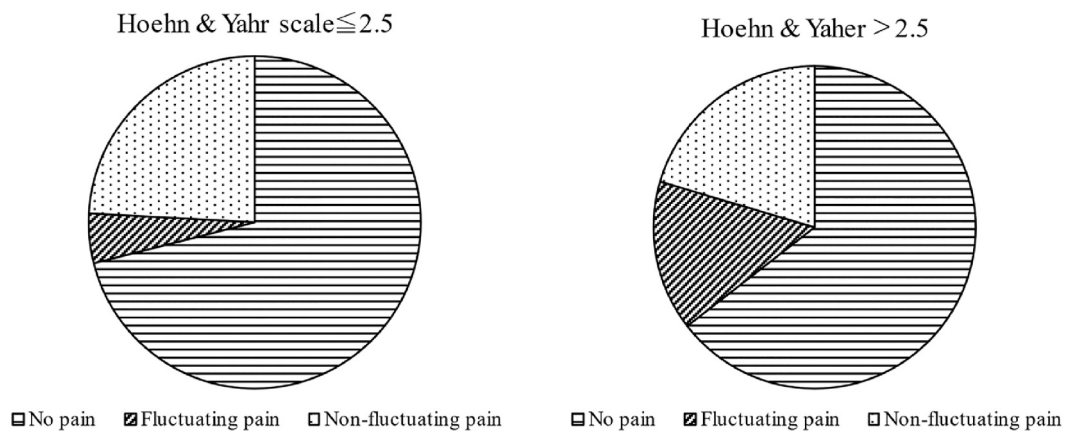 Hoehn & Yahr scale≦2.5
Hoehn & Yaher > 2.5
No pain Fluctuating pain Non-fluctuating pain
No pain Fluctuating pain Non-fluctuating pain